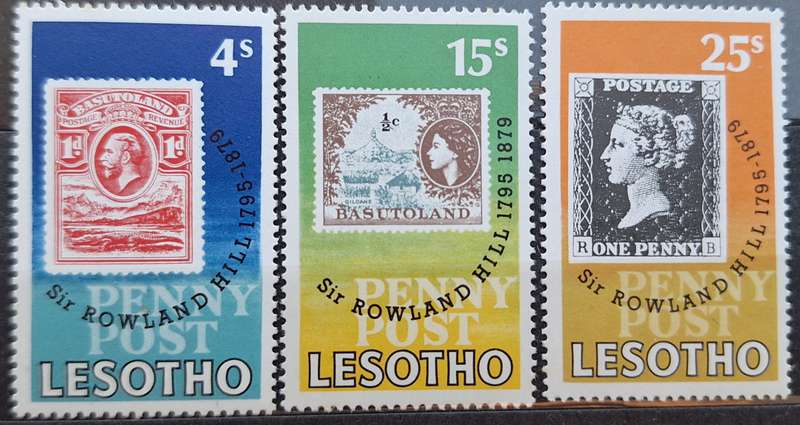 4s
BASUTOLAND
POSTAGE REVENUE
1d 1d
Sir ROWLAND HILL 1795-1879
PENNY
POST
LESOTHO
15s
½c
QILOANE
BASUTOLAND
Sir ROWLAND HILL 1795 1879
PENNY
POST
LESOTHO
25s
POSTAGE
R ONE PENNY B
Sir ROWLAND HILL 1795-1879
PENNY
POST
LESOTHO